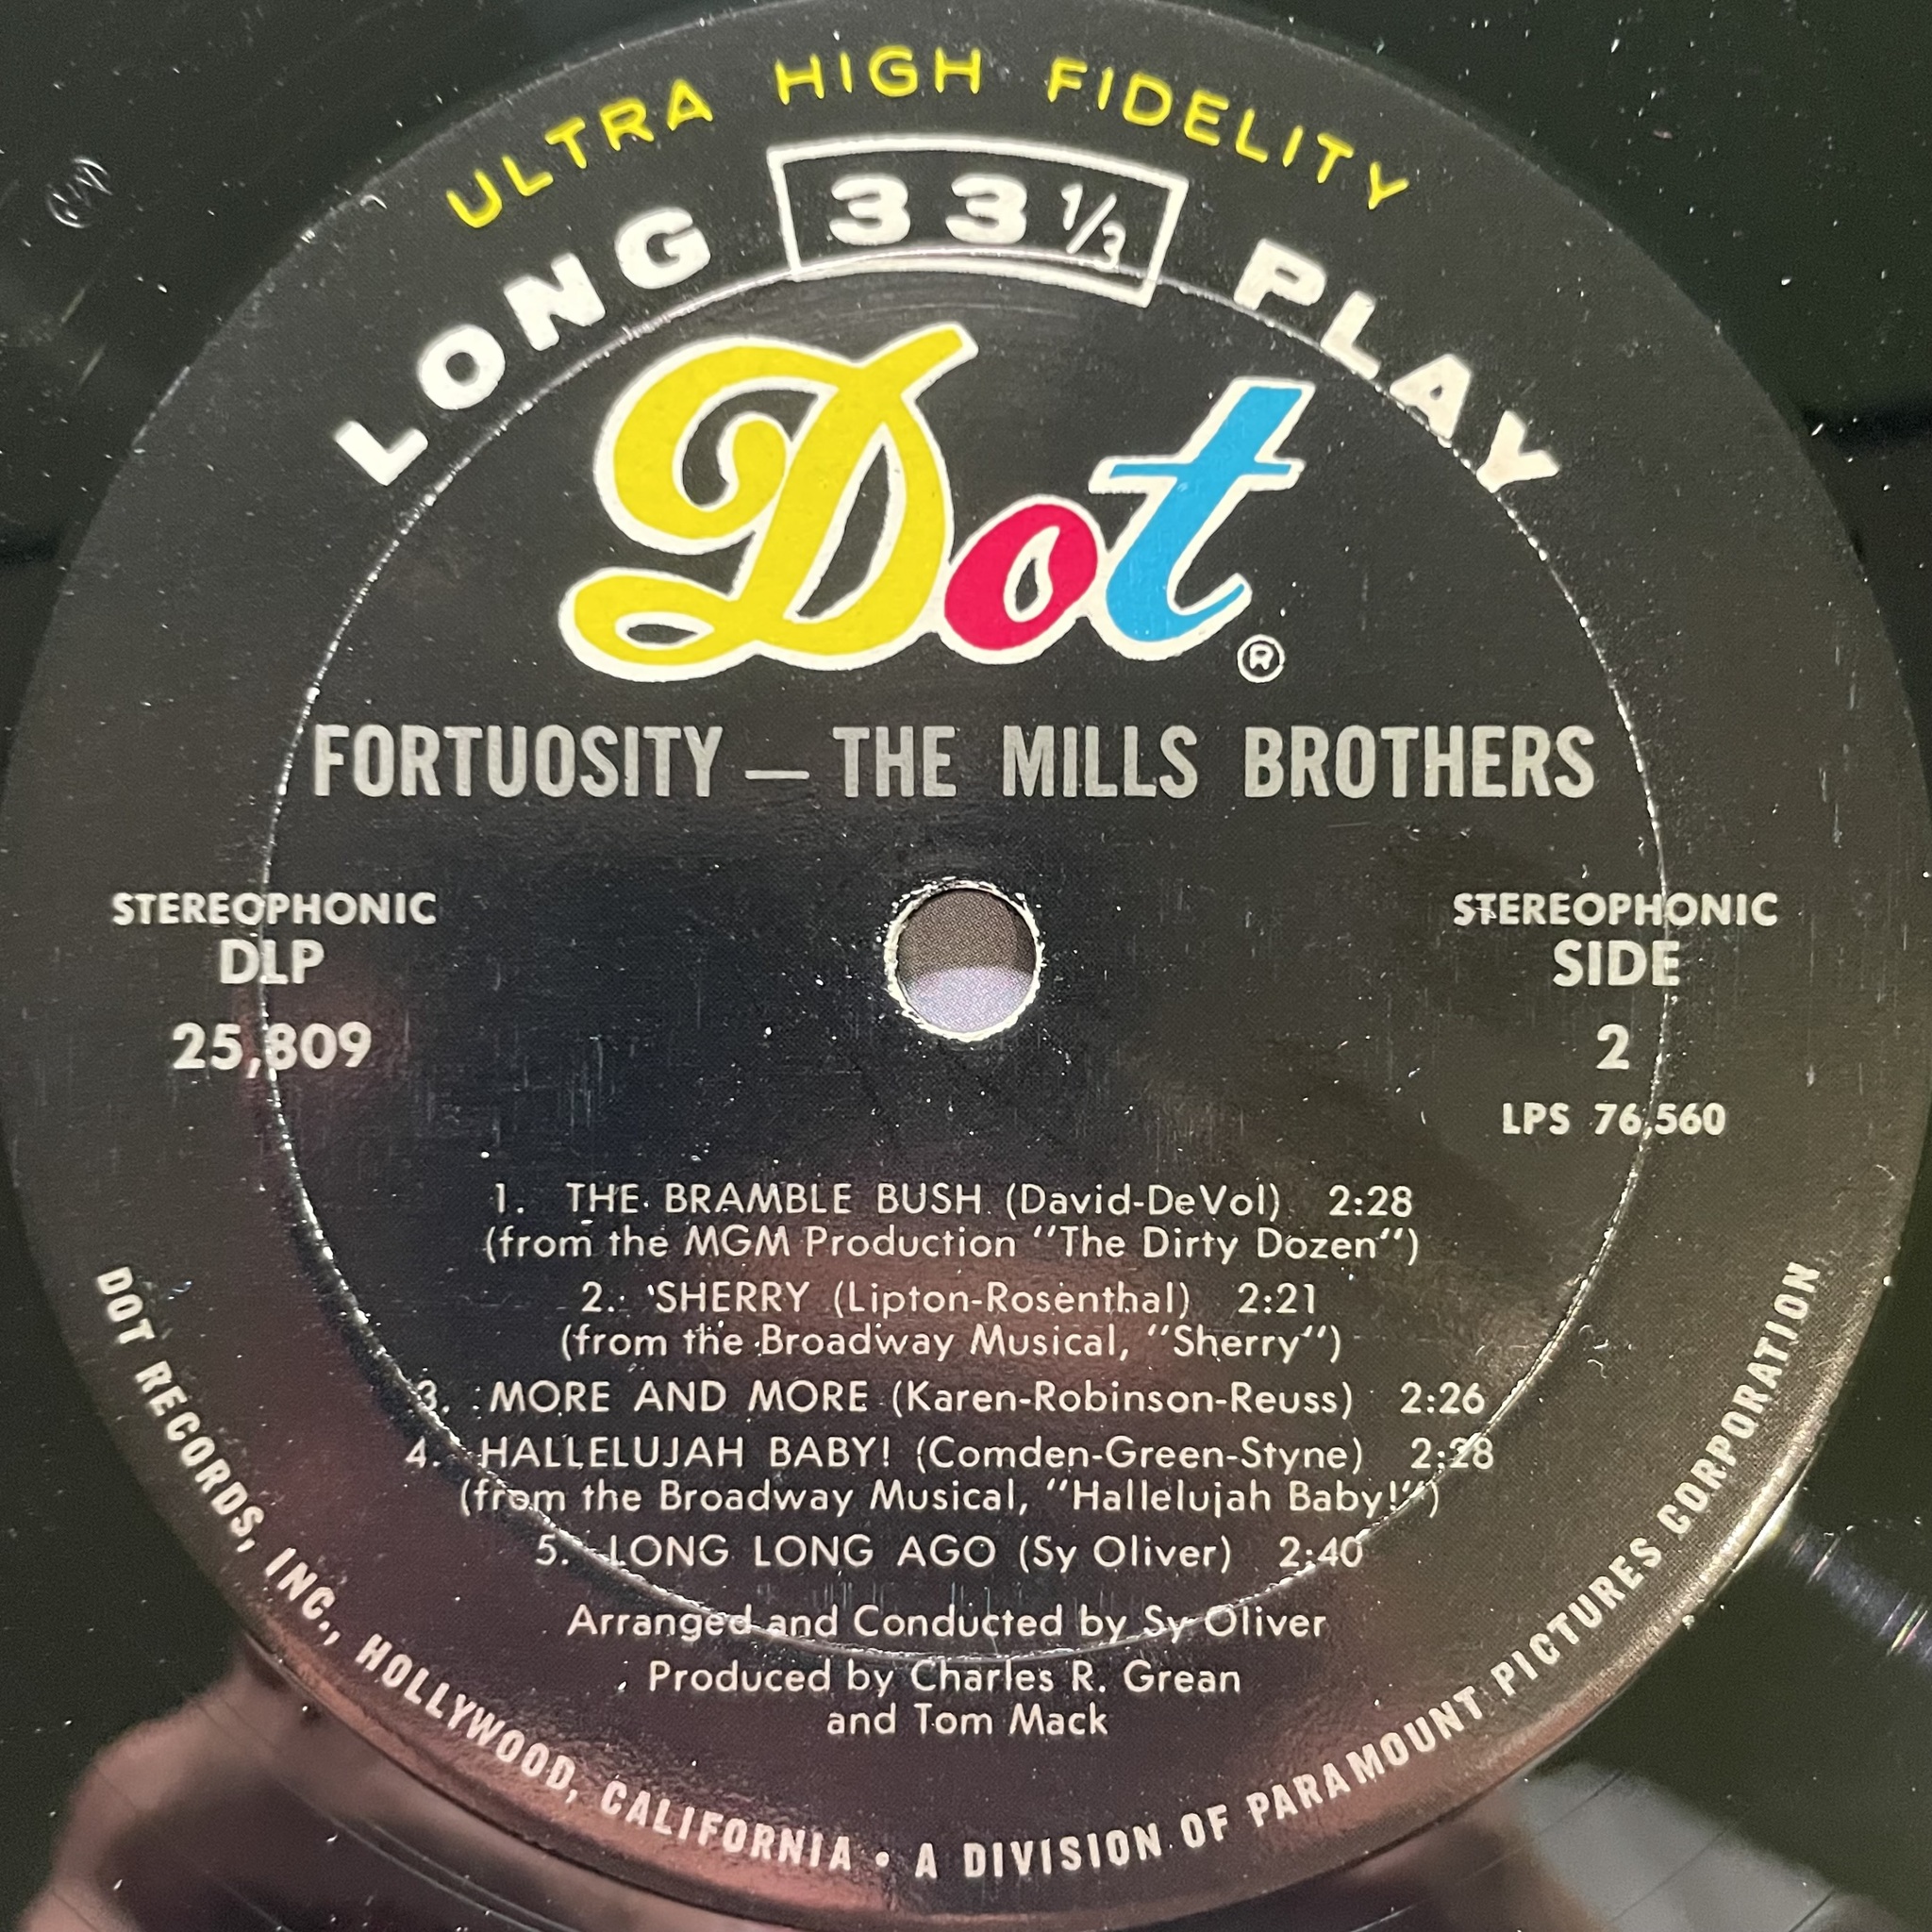 ULTRA HIGH FIDELITY
LONG 33 1/3 PLAY
Dot ®
FORTUOSITY — THE MILLS BROTHERS
STEREOPHONIC
DLP
25,809
STEREOPHONIC
SIDE
2
LPS 76,560
1. THE BRAMBLE BUSH (David-DeVol) 2:28
(from the MGM Production "The Dirty Dozen")
2. SHERRY (Lipton-Rosenthal) 2:21
(from the Broadway Musical, "Sherry")
3. MORE AND MORE (Karen-Robinson-Reuss) 2:26
4. HALLELUJAH BABY! (Comden-Green-Styne) 2:28
(from the Broadway Musical, "Hallelujah Baby!")
5. LONG LONG AGO (Sy Oliver) 2:40
Arranged and Conducted by Sy Oliver
Produced by Charles R. Grean
and Tom Mack
DOT RECORDS, INC., HOLLYWOOD, CALIFORNIA • A DIVISION OF PARAMOUNT PICTURES CORPORATION